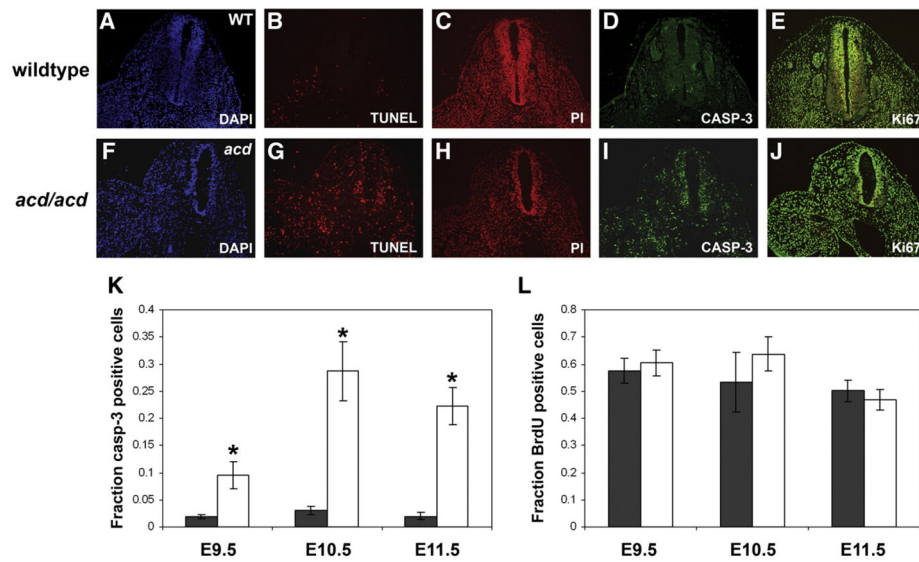 A WT B C D E
wildtype
DAPI TUNEL PI CASP-3 Ki67
F acd G H I J
acd/acd
DAPI TUNEL PI CASP-3 Ki67
K
Fraction casp-3 positive cells
0.4
0.35
0.3
0.25
0.2
0.15
0.1
0.05
0
*
*
*
E9.5 E10.5 E11.5
L
Fraction BrdU positive cells
0.8
0.7
0.6
0.5
0.4
0.3
0.2
0.1
0
E9.5 E10.5 E11.5